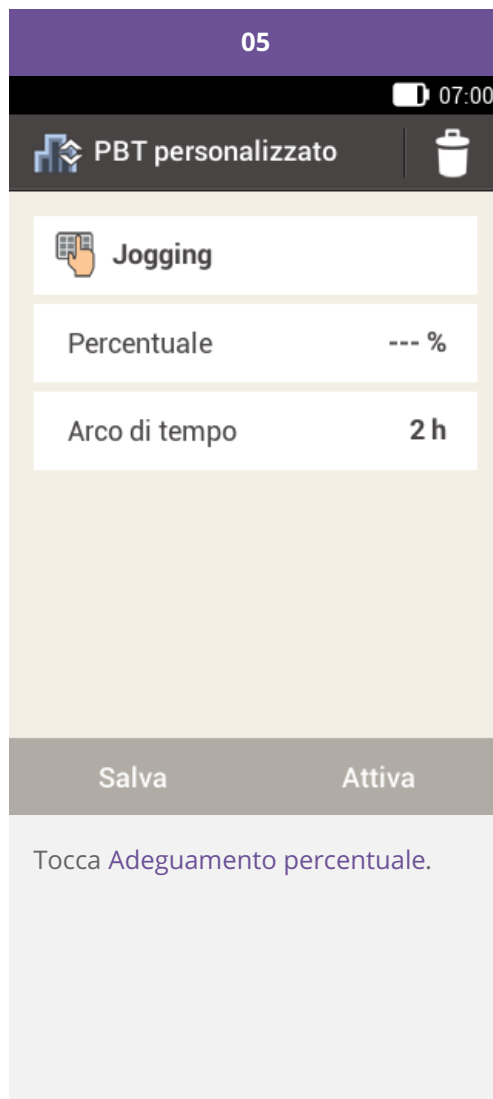 05
07:00
PBT personalizzato
Jogging
Percentuale --- %
Arco di tempo 2 h
Salva Attiva
Tocca Adeguamento percentuale.